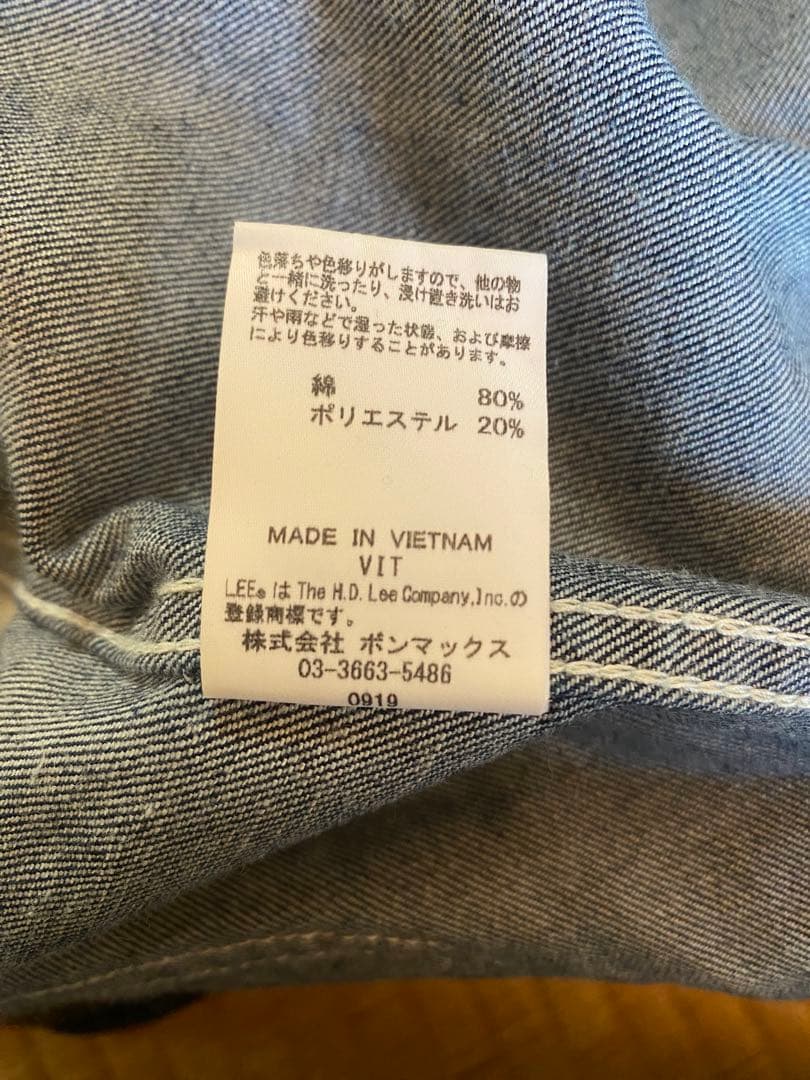 色落ちや色移りがしますので、他の物
と一緒に洗ったり、浸け置き洗いはお
避けください。
汗や雨などで湿った状態、および摩擦
により色移りすることがあります。
綿 80%
ポリエステル 20%
MADE IN VIETNAM
VIT
LEE®は The H.D. Lee Company,Inc.の
登録商標です。
株式会社 ボンマックス
03-3663-5486
0919